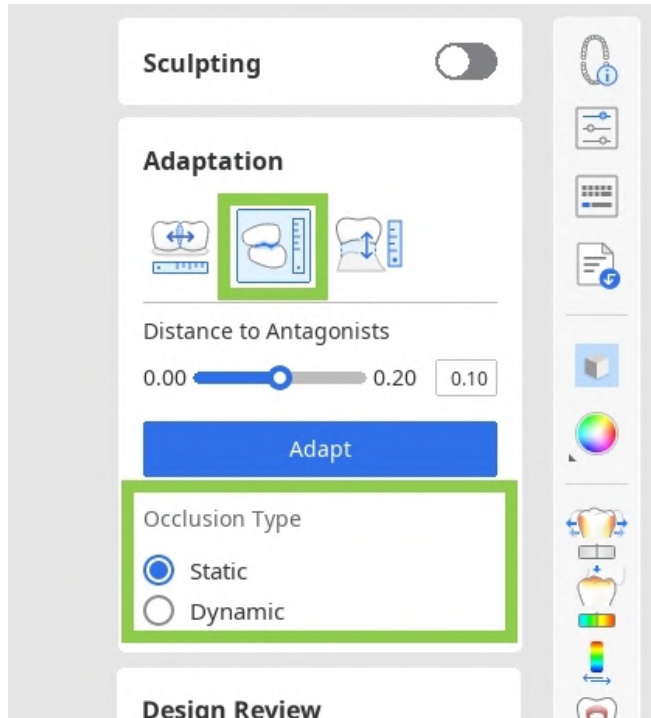 Sculpting
Adaptation
Distance to Antagonists
0.00 0.20 0.10
Adapt
Occlusion Type
Static
Dynamic
Design Review